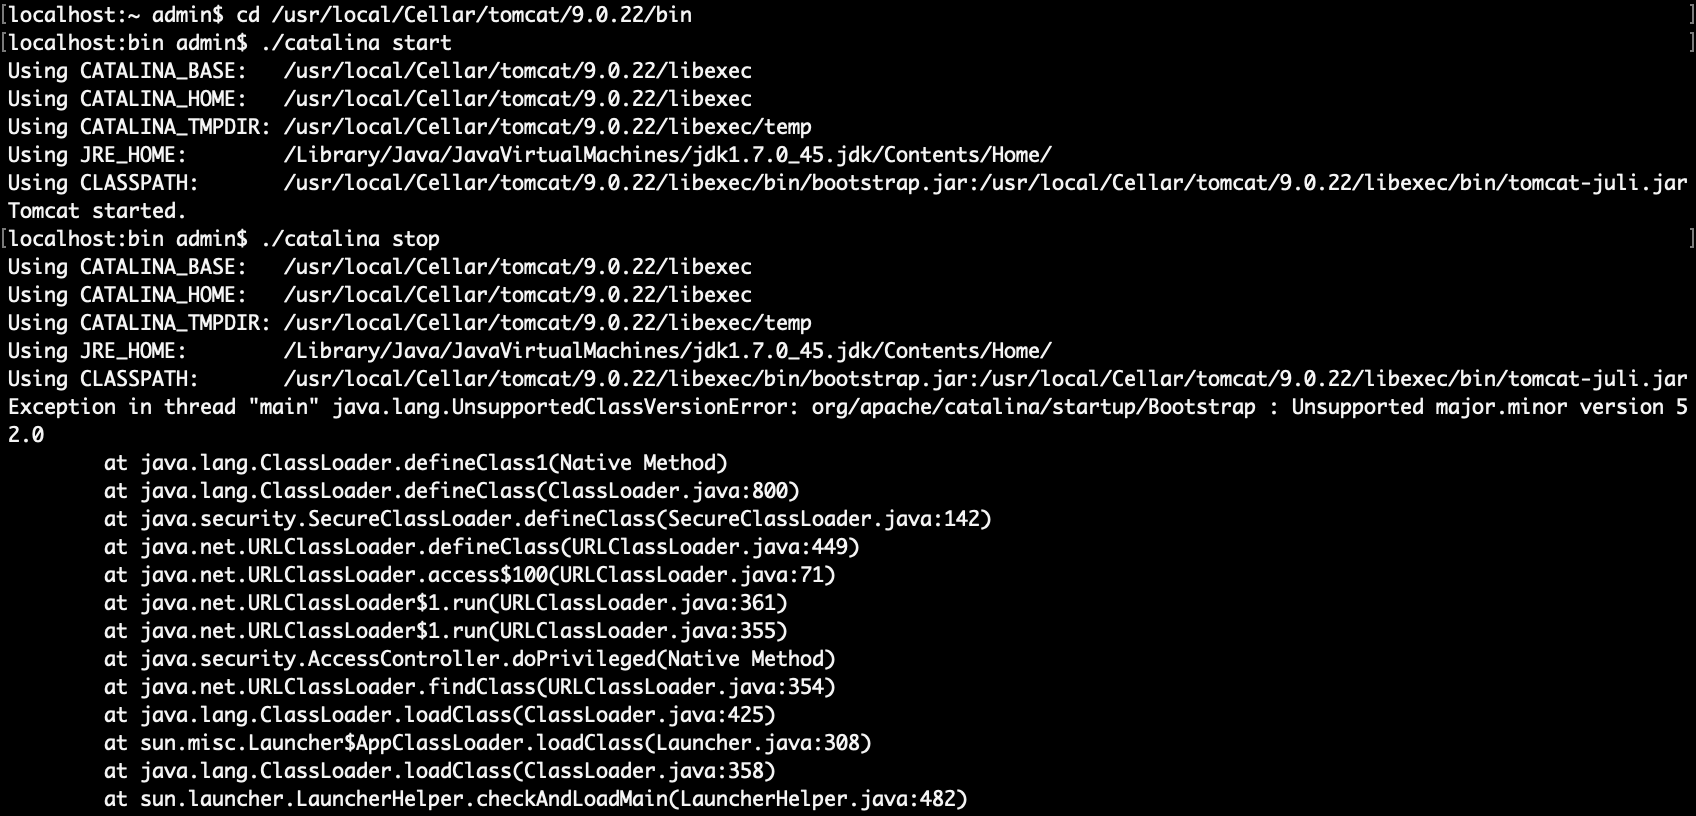 [localhost:~ admin$ cd /usr/local/Cellar/tomcat/9.0.22/bin ]
[localhost:bin admin$ ./catalina start ]
Using CATALINA_BASE:   /usr/local/Cellar/tomcat/9.0.22/libexec
Using CATALINA_HOME:   /usr/local/Cellar/tomcat/9.0.22/libexec
Using CATALINA_TMPDIR: /usr/local/Cellar/tomcat/9.0.22/libexec/temp
Using JRE_HOME:        /Library/Java/JavaVirtualMachines/jdk1.7.0_45.jdk/Contents/Home/
Using CLASSPATH:       /usr/local/Cellar/tomcat/9.0.22/libexec/bin/bootstrap.jar:/usr/local/Cellar/tomcat/9.0.22/libexec/bin/tomcat-juli.jar
Tomcat started.
[localhost:bin admin$ ./catalina stop ]
Using CATALINA_BASE:   /usr/local/Cellar/tomcat/9.0.22/libexec
Using CATALINA_HOME:   /usr/local/Cellar/tomcat/9.0.22/libexec
Using CATALINA_TMPDIR: /usr/local/Cellar/tomcat/9.0.22/libexec/temp
Using JRE_HOME:        /Library/Java/JavaVirtualMachines/jdk1.7.0_45.jdk/Contents/Home/
Using CLASSPATH:       /usr/local/Cellar/tomcat/9.0.22/libexec/bin/bootstrap.jar:/usr/local/Cellar/tomcat/9.0.22/libexec/bin/tomcat-juli.jar
Exception in thread "main" java.lang.UnsupportedClassVersionError: org/apache/catalina/startup/Bootstrap : Unsupported major.minor version 5
2.0
        at java.lang.ClassLoader.defineClass1(Native Method)
        at java.lang.ClassLoader.defineClass(ClassLoader.java:800)
        at java.security.SecureClassLoader.defineClass(SecureClassLoader.java:142)
        at java.net.URLClassLoader.defineClass(URLClassLoader.java:449)
        at java.net.URLClassLoader.access$100(URLClassLoader.java:71)
        at java.net.URLClassLoader$1.run(URLClassLoader.java:361)
        at java.net.URLClassLoader$1.run(URLClassLoader.java:355)
        at java.security.AccessController.doPrivileged(Native Method)
        at java.net.URLClassLoader.findClass(URLClassLoader.java:354)
        at java.lang.ClassLoader.loadClass(ClassLoader.java:425)
        at sun.misc.Launcher$AppClassLoader.loadClass(Launcher.java:308)
        at java.lang.ClassLoader.loadClass(ClassLoader.java:358)
        at sun.launcher.LauncherHelper.checkAndLoadMain(LauncherHelper.java:482)